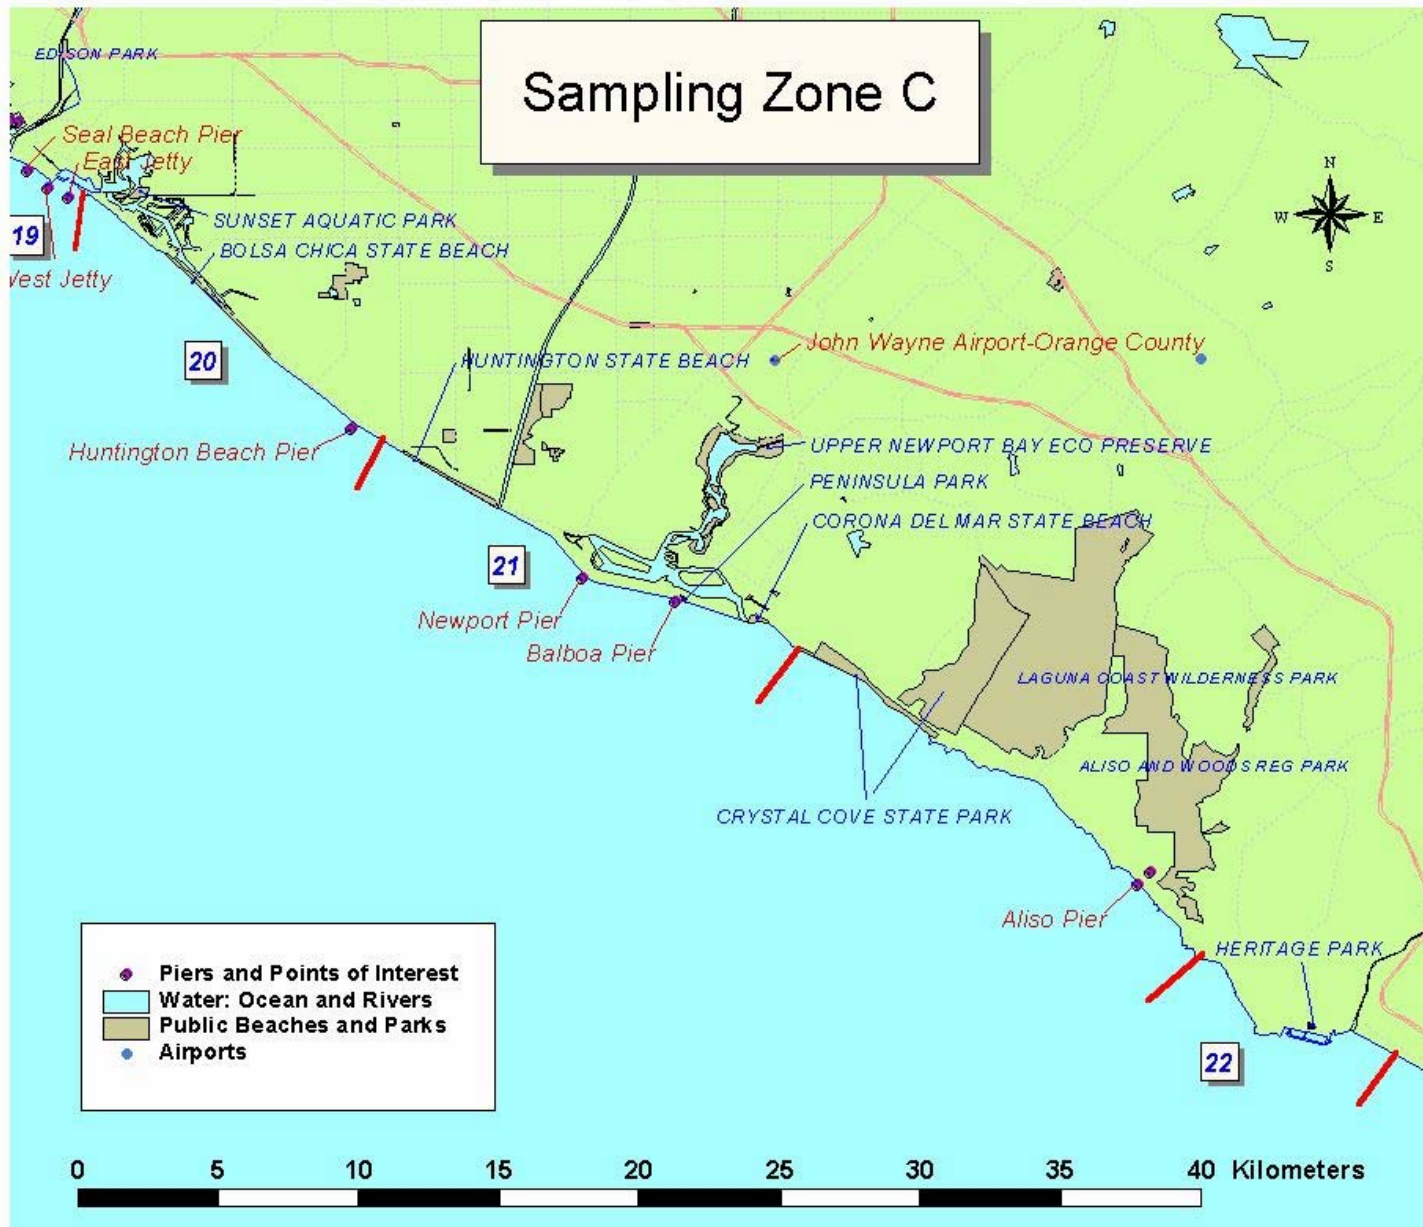 Sampling Zone C
EDISON PARK
Seal Beach Pier
East Jetty
N
W
E
S
SUNSET AQUATIC PARK
19
BOLSA CHICA STATE BEACH
West Jetty
John Wayne Airport-Orange County
20
HUNTINGTON STATE BEACH
Huntington Beach Pier
UPPER NEWPORT BAY ECO PRESERVE
PENINSULA PARK
CORONA DEL MAR STATE BEACH
21
Newport Pier
Balboa Pier
LAGUNA COAST WILDERNESS PARK
ALISO AND WOODS REG PARK
CRYSTAL COVE STATE PARK
Aliso Pier
HERITAGE PARK
22
Piers and Points of Interest
Water: Ocean and Rivers
Public Beaches and Parks
Airports
0 5 10 15 20 25 30 35 40 Kilometers